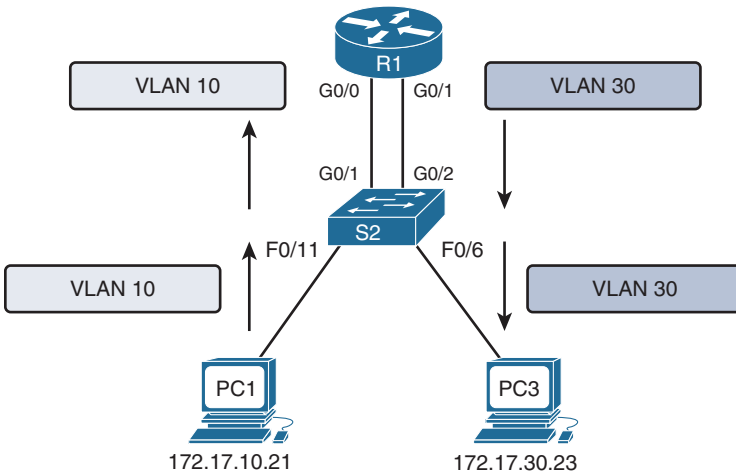 R1
VLAN 10
VLAN 30
G0/0 G0/1
G0/1 G0/2
S2
F0/11 F0/6
VLAN 10
VLAN 30
PC1
PC3
172.17.10.21
172.17.30.23